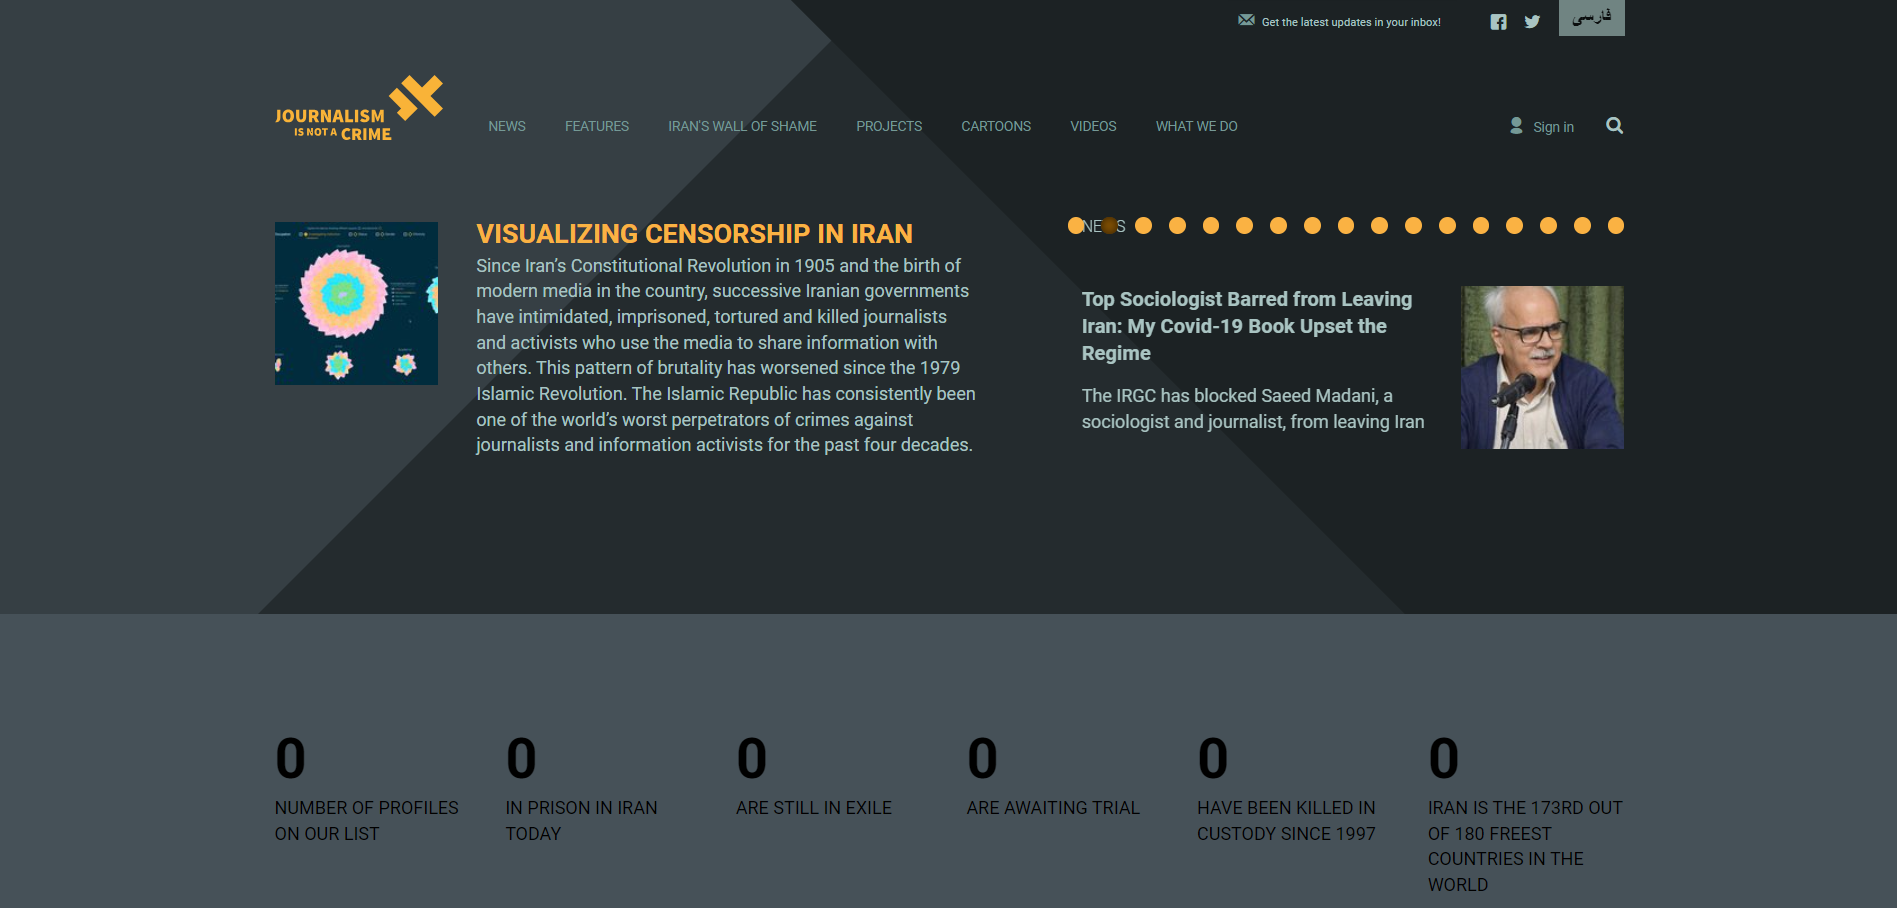 Get the latest updates in your inbox!
فارسی
JOURNALISM
IS NOT A CRIME
NEWS FEATURES IRAN'S WALL OF SHAME PROJECTS CARTOONS VIDEOS WHAT WE DO Sign in
VISUALIZING CENSORSHIP IN IRAN
Since Iran’s Constitutional Revolution in 1905 and the birth of
modern media in the country, successive Iranian governments
have intimidated, imprisoned, tortured and killed journalists
and activists who use the media to share information with
others. This pattern of brutality has worsened since the 1979
Islamic Revolution. The Islamic Republic has consistently been
one of the world’s worst perpetrators of crimes against
journalists and information activists for the past four decades.
NEWS
Top Sociologist Barred from Leaving
Iran: My Covid-19 Book Upset the
Regime
The IRGC has blocked Saeed Madani, a
sociologist and journalist, from leaving Iran
0
NUMBER OF PROFILES
ON OUR LIST
0
IN PRISON IN IRAN
TODAY
0
ARE STILL IN EXILE
0
ARE AWAITING TRIAL
0
HAVE BEEN KILLED IN
CUSTODY SINCE 1997
0
IRAN IS THE 173RD OUT
OF 180 FREEST
COUNTRIES IN THE
WORLD